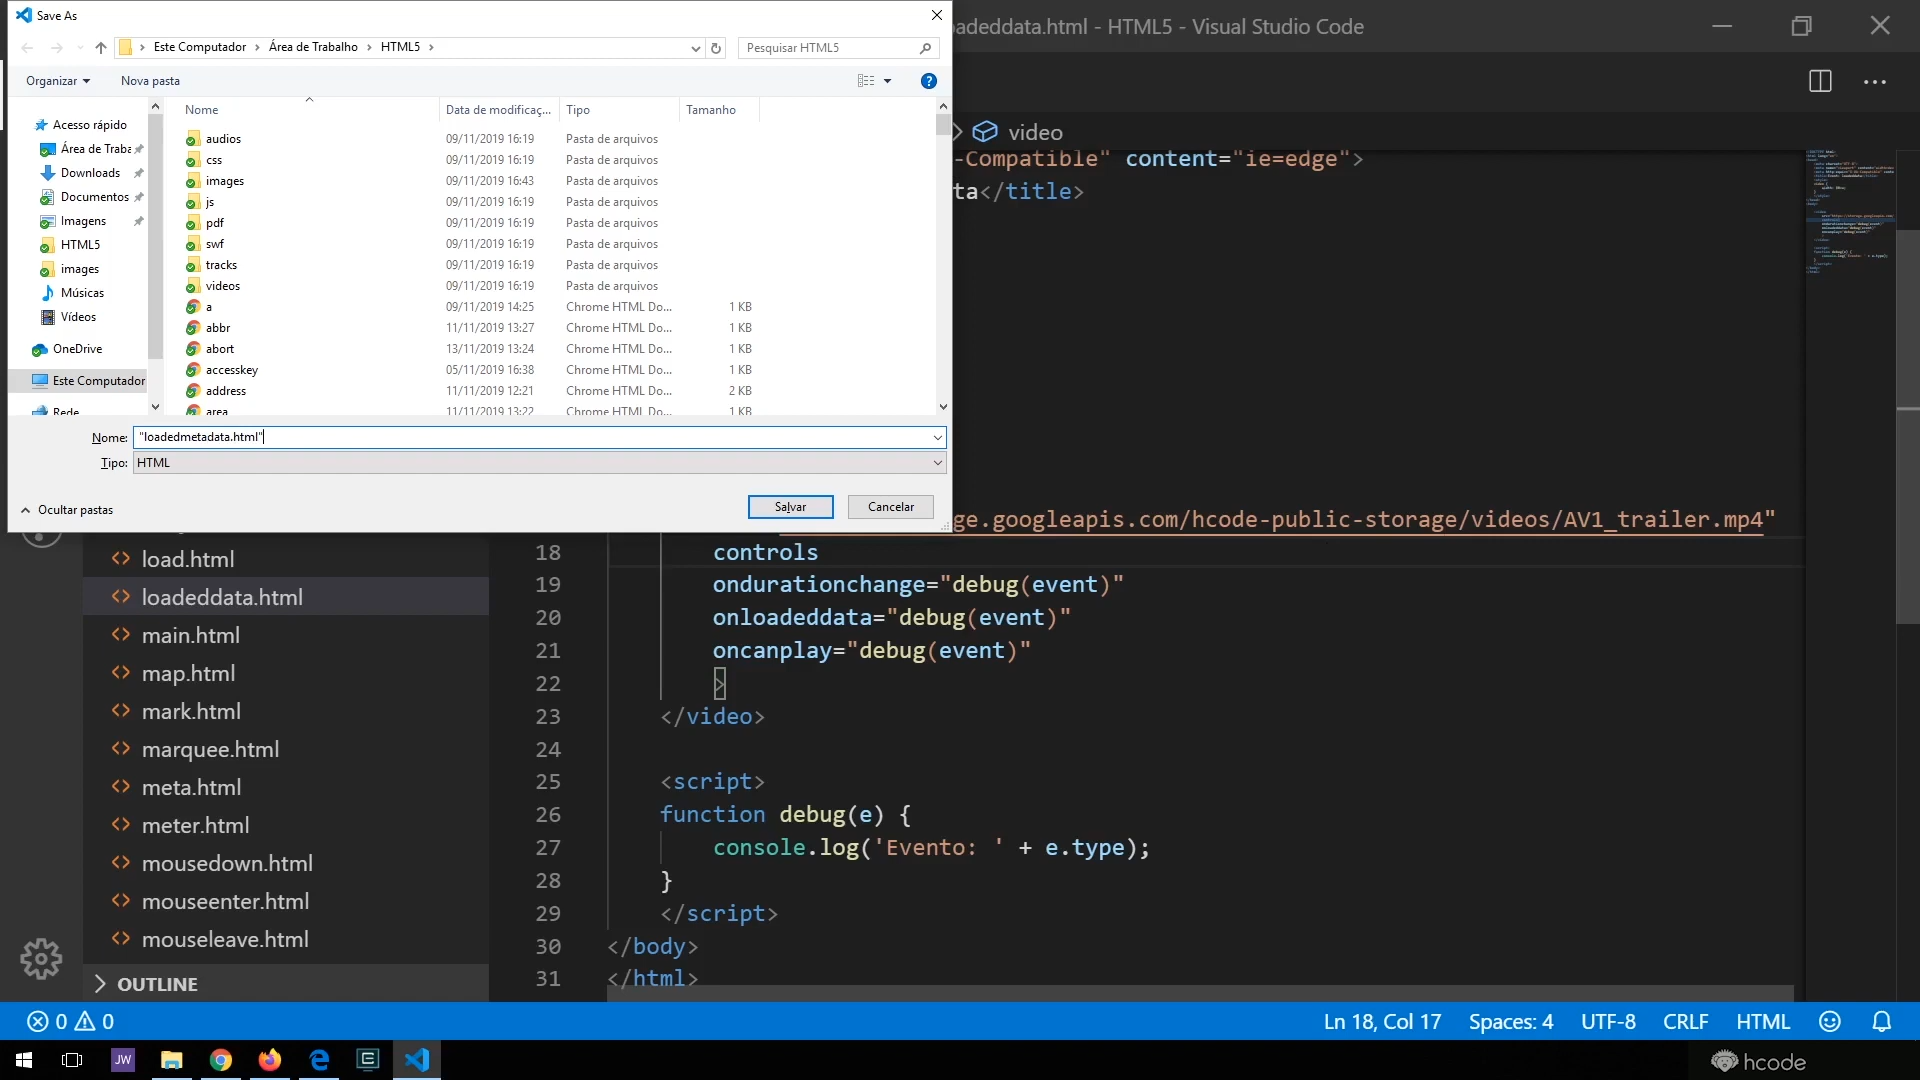 Save As
Este Computador
Área de Trabalho
HTML5
Pesquisar HTML5
Organizar
Nova pasta
Nome
Data de modificaç...
Tipo
Tamanho
Acesso rápido
Área de Traba
Downloads
Documentos
Imagens
HTML5
images
Músicas
Vídeos
OneDrive
Este Computador
Rede
audios 09/11/2019 16:19 Pasta de arquivos
css 09/11/2019 16:19 Pasta de arquivos
images 09/11/2019 16:43 Pasta de arquivos
js 09/11/2019 16:19 Pasta de arquivos
pdf 09/11/2019 16:19 Pasta de arquivos
swf 09/11/2019 16:19 Pasta de arquivos
tracks 09/11/2019 16:19 Pasta de arquivos
videos 09/11/2019 16:19 Pasta de arquivos
a 09/11/2019 14:25 Chrome HTML Do... 1 KB
abbr 11/11/2019 13:27 Chrome HTML Do... 1 KB
abort 13/11/2019 13:24 Chrome HTML Do... 1 KB
accesskey 05/11/2019 16:38 Chrome HTML Do... 1 KB
address 11/11/2019 12:21 Chrome HTML Do... 2 KB
area 11/11/2019 13:22 Chrome HTML Do... 1 KB
Nome: "loadedmetadata.html"
Tipo: HTML
Ocultar pastas
Salvar
Cancelar
oadeddata.html - HTML5 - Visual Studio Code
video
-Compatible" content="ie=edge">
ta</title>
ge.googleapis.com/hcode-public-storage/videos/AV1_trailer.mp4"
18 controls
19 ondurationchange="debug(event)"
20 onloadeddata="debug(event)"
21 oncanplay="debug(event)"
22 >
23 </video>
24
25 <script>
26 function debug(e) {
27 console.log('Evento: ' + e.type);
28 }
29 </script>
30 </body>
31 </html>
load.html
loadeddata.html
main.html
map.html
mark.html
marquee.html
meta.html
meter.html
mousedown.html
mouseenter.html
mouseleave.html
OUTLINE
0 0
Ln 18, Col 17
Spaces: 4
UTF-8
CRLF
HTML
JW
hcode